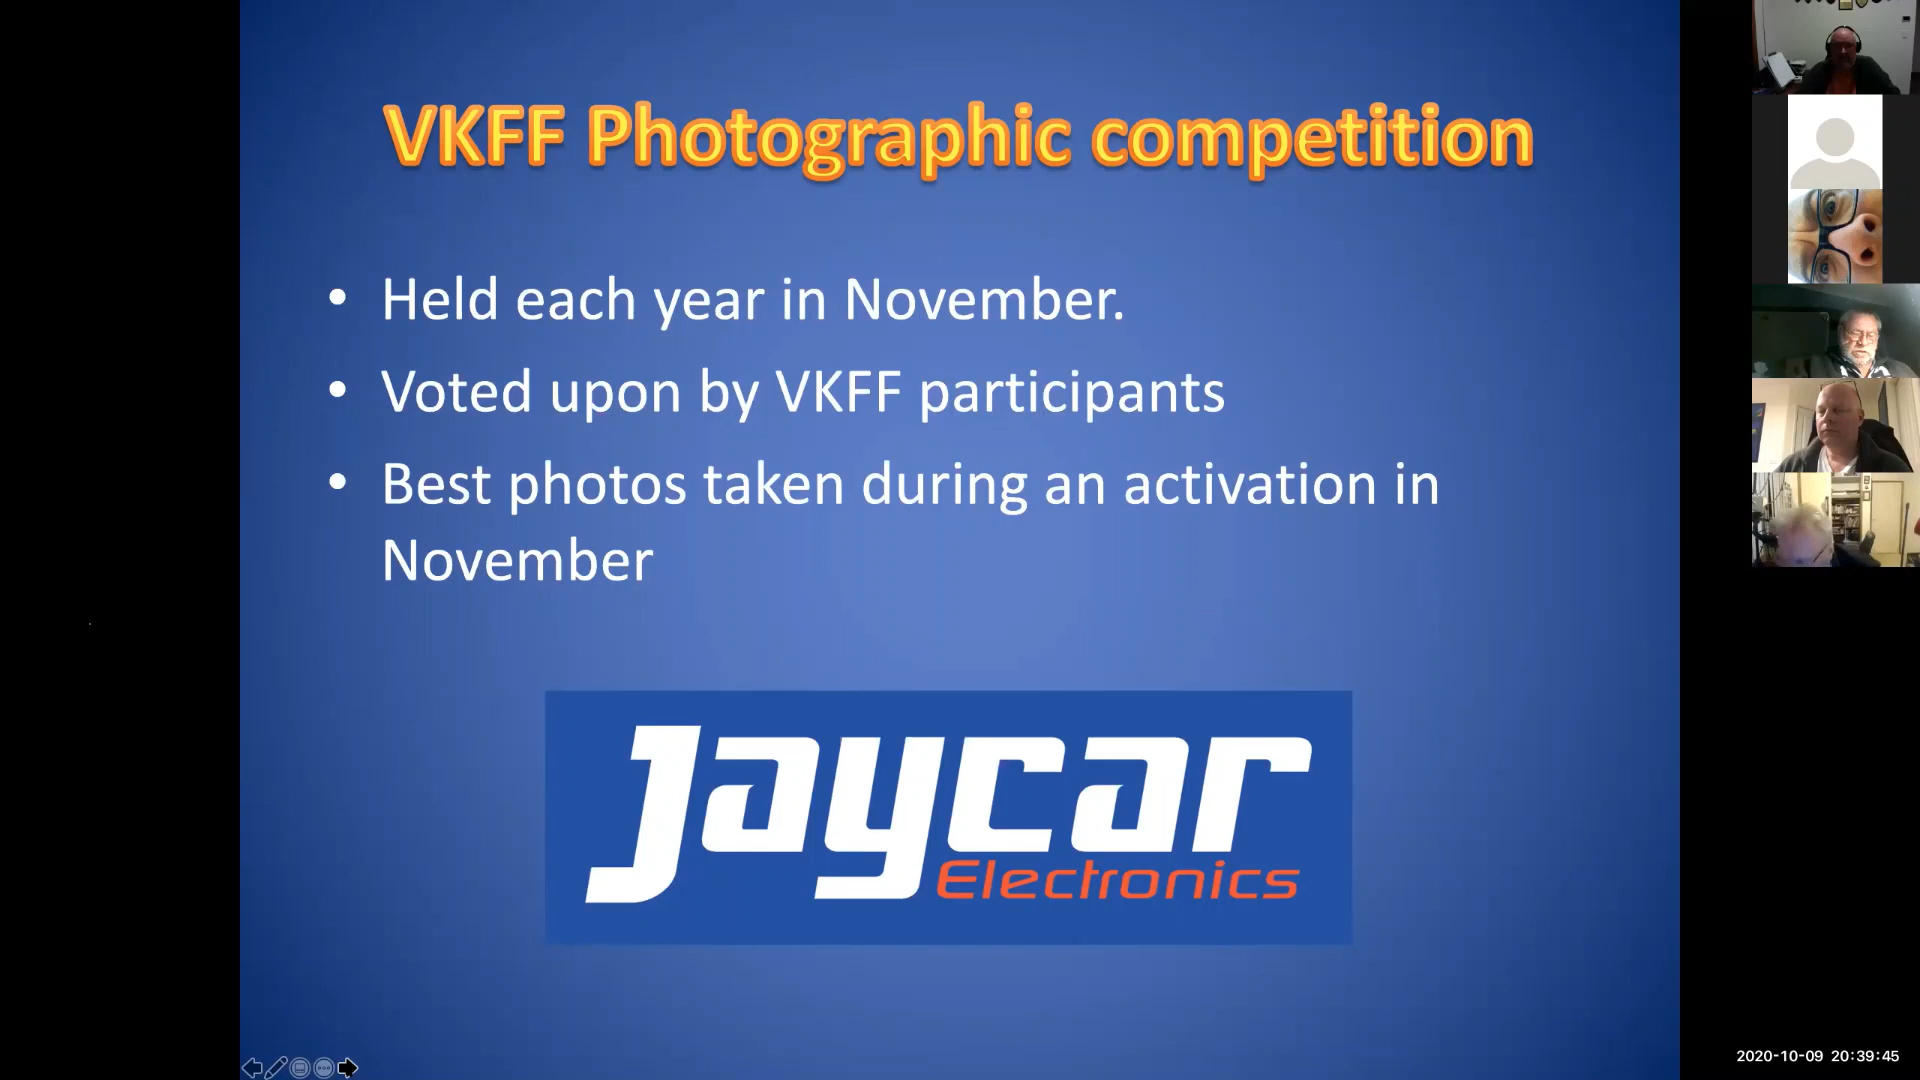 VKFF Photographic competition
• Held each year in November.
• Voted upon by VKFF participants
• Best photos taken during an activation in
November
Jaycar
Electronics
2020-10-09 20:39:45